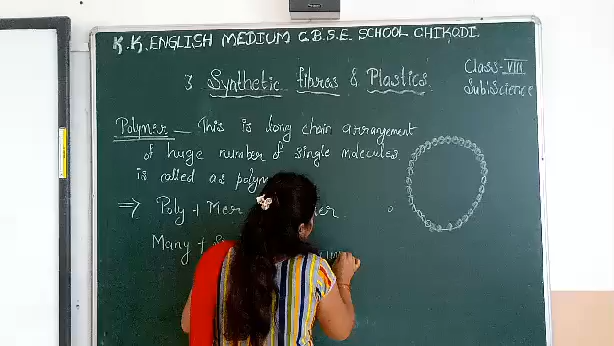 K.K. ENGLISH MEDIUM C.B.S.E. SCHOOL CHIKODI.
Class- VIII
Sub:Science
3 Synthetic fibres & Plastics
Polymer — This is long chain arrangement
of huge number of single molecules
is called as
⇒ Poly + Mer
Many +